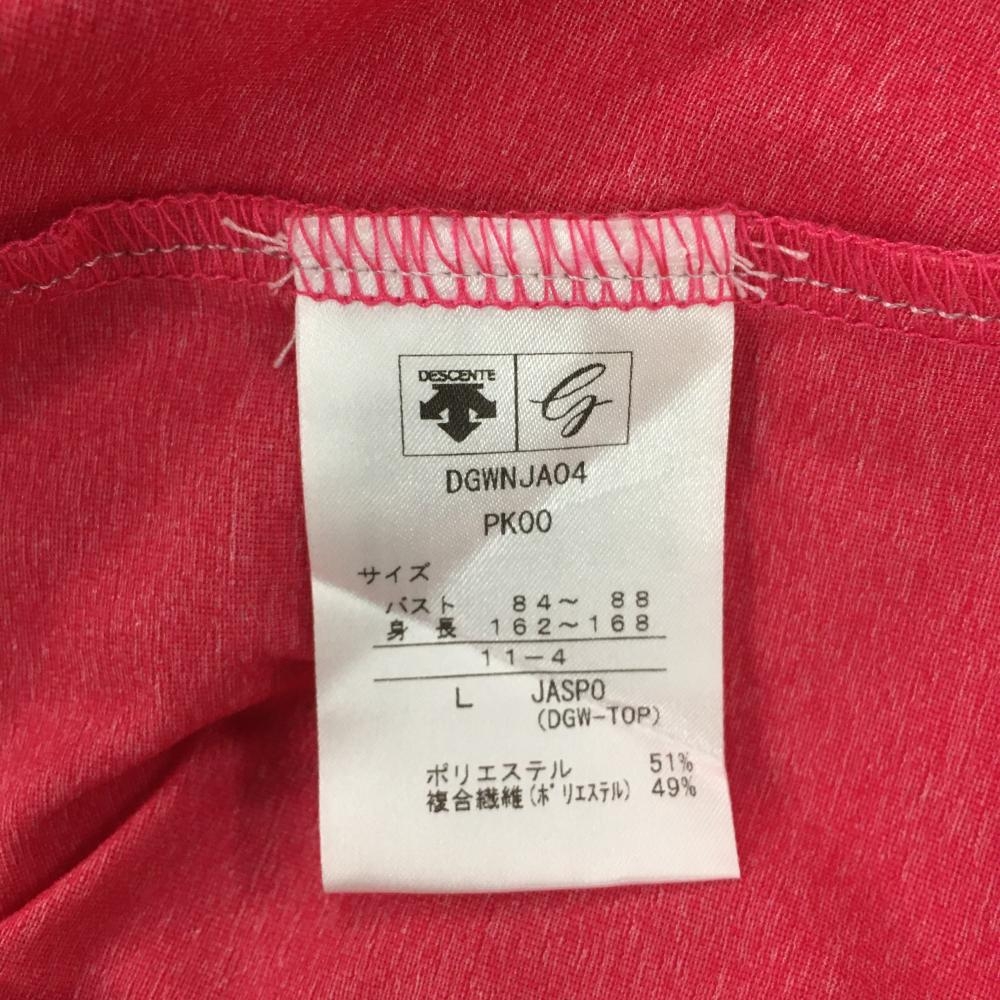 DESCENTE G
DGWNJA04
PK00
サイズ
バスト 84～ 88
身 長 162～168
11-4
L JASPO
(DGW-TOP)
ポリエステル 51%
複合繊維(ポリエステル) 49%